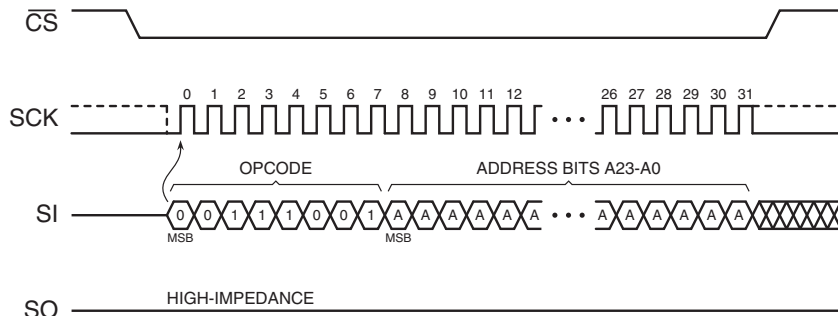 CS
0 1 2 3 4 5 6 7 8 9 10 11 12 26 27 28 29 30 31
SCK
OPCODE ADDRESS BITS A23-A0
SI 0 0 1 1 1 0 0 1 A A A A A A A A A A A A
MSB MSB
HIGH-IMPEDANCE
SO